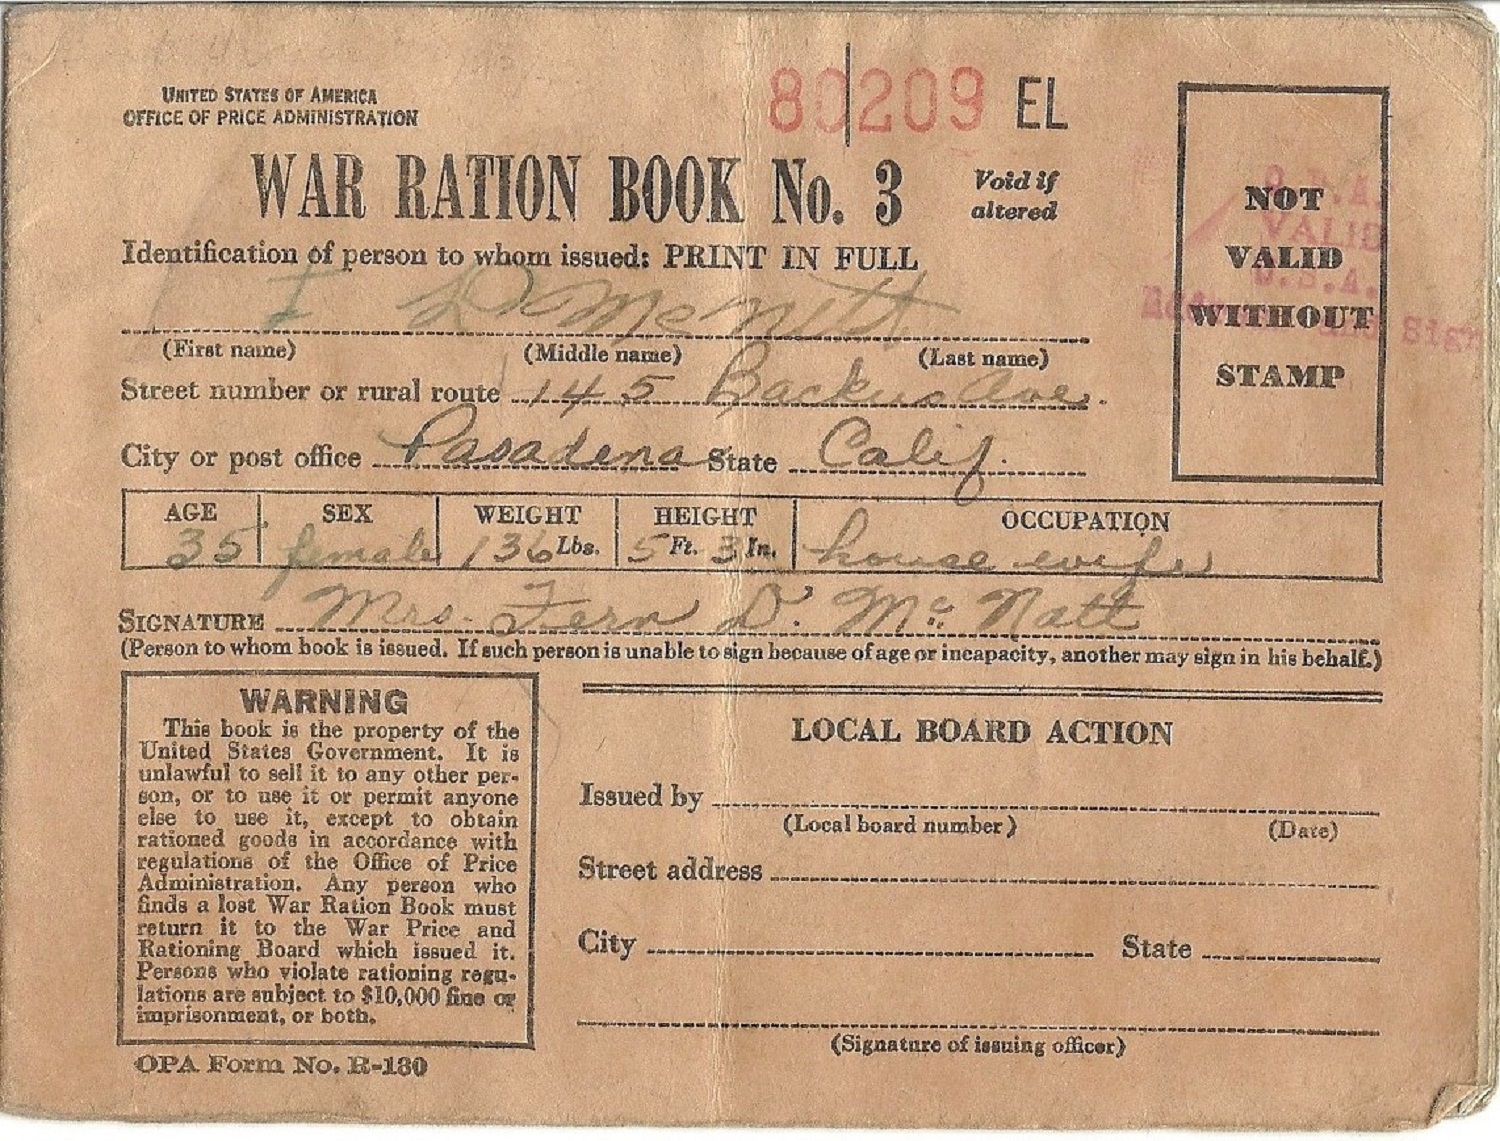 UNITED STATES OF AMERICA
OFFICE OF PRICE ADMINISTRATION
80209 EL
WAR RATION BOOK No. 3
Void if
altered
Identification of person to whom issued: PRINT IN FULL
D McNatt
(First name) (Middle name) (Last name)
Street number or rural route 145 Backus Ave.
City or post office Pasadena State Calif.
AGE SEX WEIGHT HEIGHT OCCUPATION
35 female 136 Lbs. 5 Ft. 3 In. house wife
SIGNATURE Mrs. Fern D. Mc Natt
(Person to whom book is issued. If such person is unable to sign because of age or incapacity, another may sign in his behalf.)
NOT
VALID
WITHOUT
STAMP
VALID
Sign
WARNING
This book is the property of the
United States Government. It is
unlawful to sell it to any other per-
son, or to use it or permit anyone
else to use it, except to obtain
rationed goods in accordance with
regulations of the Office of Price
Administration. Any person who
finds a lost War Ration Book must
return it to the War Price and
Rationing Board which issued it.
Persons who violate rationing regu-
lations are subject to $10,000 fine or
imprisonment, or both.
OPA Form No. R-130
LOCAL BOARD ACTION
Issued by
(Local board number) (Date)
Street address
City State
(Signature of issuing officer)